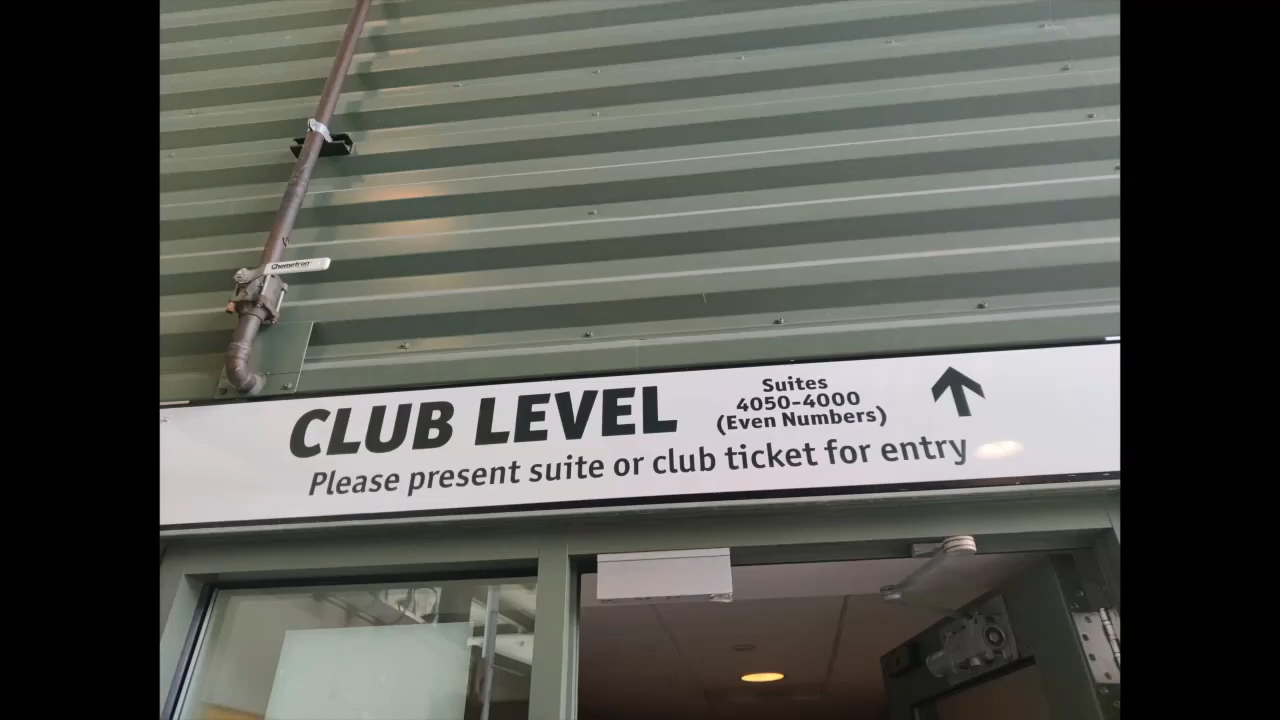 Chemetron
CLUB LEVEL
Suites
4050-4000
(Even Numbers)
Please present suite or club ticket for entry